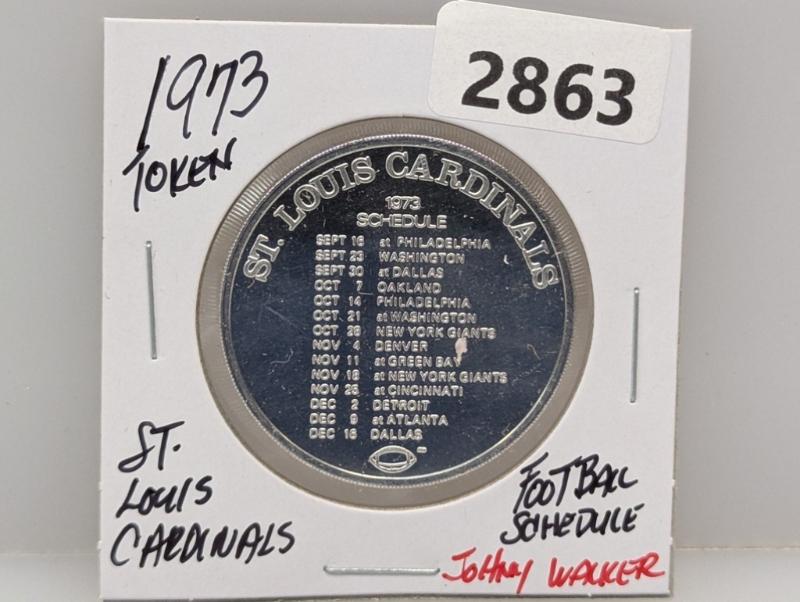 1973
TOKEN
2863
ST. LOUIS CARDINALS
1973
SCHEDULE
SEPT 16 at PHILADELPHIA
SEPT 23 WASHINGTON
SEPT 30 at DALLAS
OCT 7 OAKLAND
OCT 14 PHILADELPHIA
OCT 21 at WASHINGTON
OCT 28 NEW YORK GIANTS
NOV 4 DENVER
NOV 11 at GREEN BAY
NOV 18 at NEW YORK GIANTS
NOV 25 at CINCINNATI
DEC 2 DETROIT
DEC 9 at ATLANTA
DEC 16 DALLAS
ST.
LOUIS
CARDINALS
FOOTBALL
SCHEDULE
JOHNNY WALKER